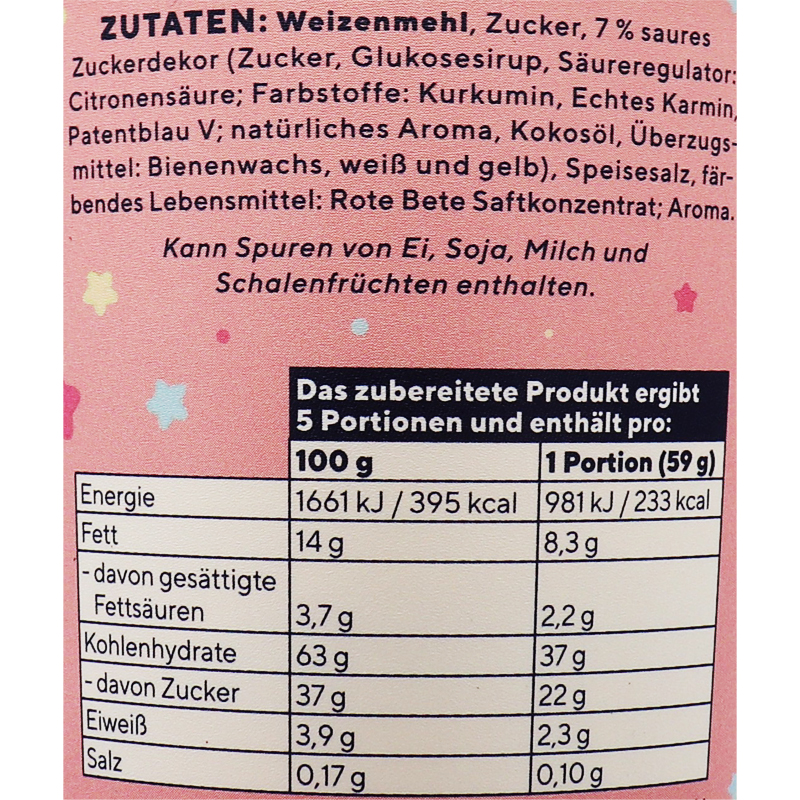 ZUTATEN: Weizenmehl, Zucker, 7 % saures
Zuckerdekor (Zucker, Glukosesirup, Säureregulator:
Citronensäure; Farbstoffe: Kurkumin, Echtes Karmin,
Patentblau V; natürliches Aroma, Kokosöl, Überzugs-
mittel: Bienenwachs, weiß und gelb), Speisesalz, fär-
bendes Lebensmittel: Rote Bete Saftkonzentrat; Aroma.
Kann Spuren von Ei, Soja, Milch und
Schalenfrüchten enthalten.
Das zubereitete Produkt ergibt
5 Portionen und enthält pro:
100 g 1 Portion (59 g)
Energie 1661 kJ / 395 kcal 981 kJ / 233 kcal
Fett 14 g 8,3 g
- davon gesättigte
Fettsäuren 3,7 g 2,2 g
Kohlenhydrate 63 g 37 g
- davon Zucker 37 g 22 g
Eiweiß 3,9 g 2,3 g
Salz 0,17 g 0,10 g